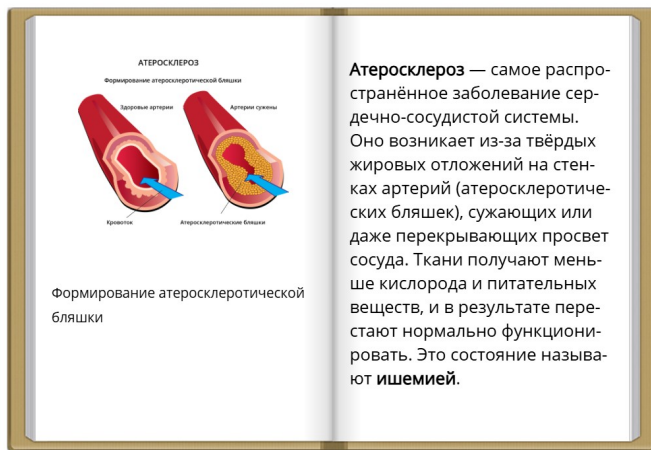 АТЕРОСКЛЕРОЗ
Формирование атеросклеротической бляшки
Здоровые артерии
Артерии сужены
Кровоток
Атеросклеротические бляшки
Формирование атеросклеротической
бляшки
Атеросклероз — самое распро-
странённое заболевание сер-
дечно-сосудистой системы.
Оно возникает из-за твёрдых
жировых отложений на стен-
ках артерий (атеросклеротиче-
ских бляшек), сужающих или
даже перекрывающих просвет
сосуда. Ткани получают мень-
ше кислорода и питательных
веществ, и в результате пере-
стают нормально функциони-
ровать. Это состояние называ-
ют ишемией.